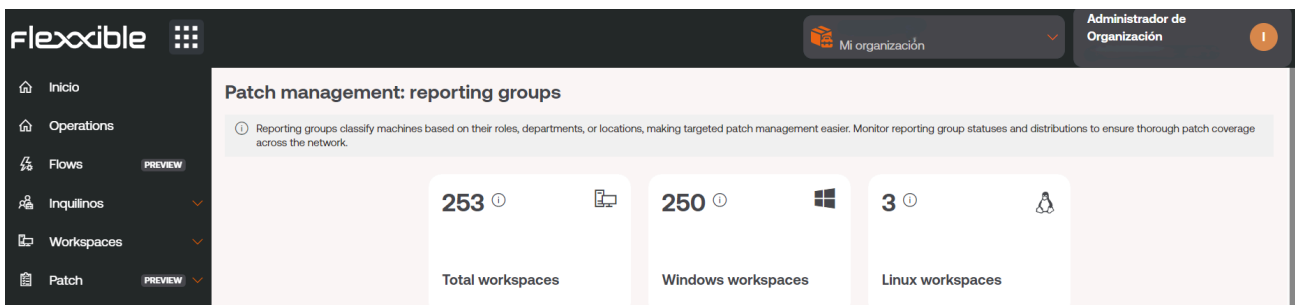 Flexxible
Mi organización
Administrador de
Organización
I
Inicio
Operations
Flows PREVIEW
Inquilinos
Workspaces
Patch PREVIEW
Patch management: reporting groups
Reporting groups classify machines based on their roles, departments, or locations, making targeted patch management easier. Monitor reporting group statuses and distributions to ensure thorough patch coverage
across the network.
253
250
3
Total workspaces
Windows workspaces
Linux workspaces